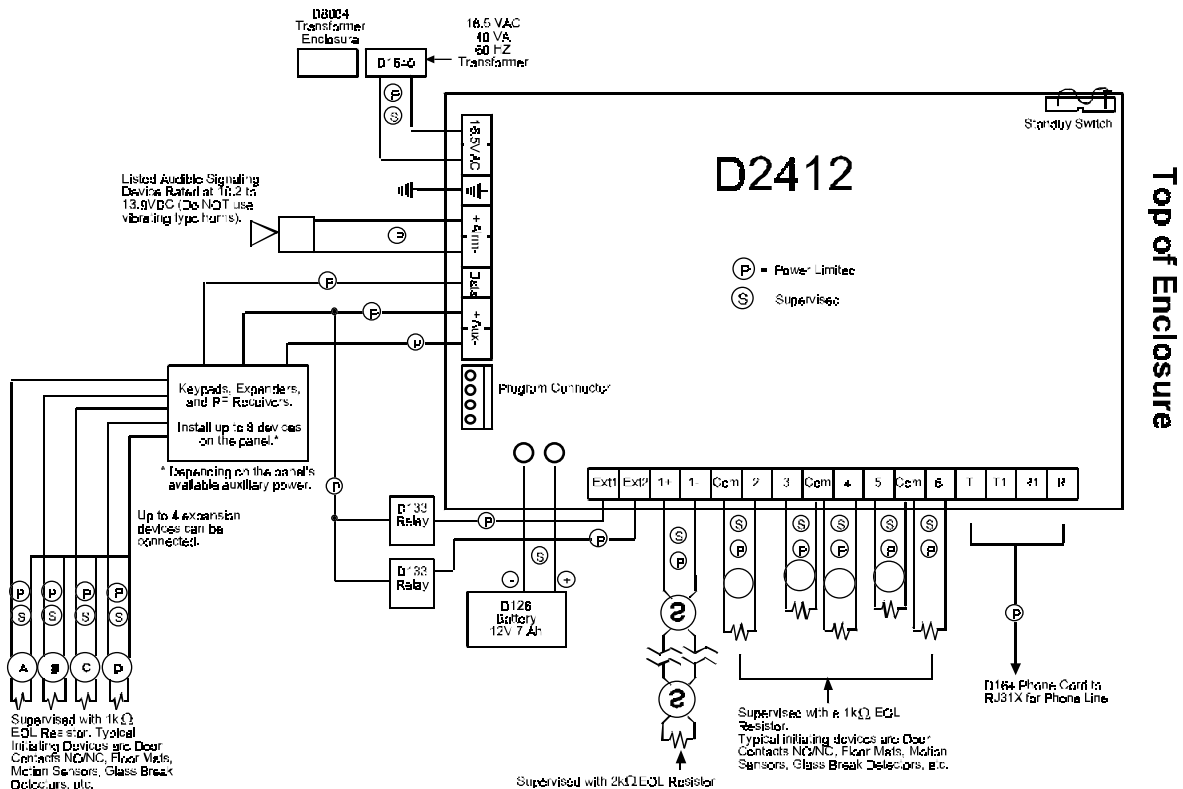 D8004
Transformer
Enclosure
16.5 VAC
40 VA
60 HZ
Transformer
D1640
P
S
Standby Switch
16.5VAC
D2412
Top of Enclosure
Listed Audible Signaling
Device Rated at 10.2 to
13.9VDC (Do NOT use
vibrating type horns).
+ Alrm-
P
P = Power Limited
S Supervised
Data
P
+Aux-
P
P
Program Connector
Keypads, Expanders,
and RF Receivers.
Install up to 8 devices
on the panel.*
* Depending on the panel's
available auxiliary power.
Up to 4 expansion
devices can be
connected.
P
Ext1 Ext2 1+ 1- Com 2 3 Com 4 5 Com 6 T T1 R1 R
D133
Relay
P
P
D133
Relay
S
- +
D126
Battery
12V 7 Ah
S S S S S
P P P P P
S
S
P
P P P P
S S S S
A B C D
Supervised with 1kΩ
EOL Resistor. Typical
Initiating Devices are Door
Contacts NO/NC, Floor Mats,
Motion Sensors, Glass Break
Detectors, etc.
Supervised with 2kΩ EOL Resistor
Supervised with a 1kΩ EOL
Resistor.
Typical initiating devices are Door
Contacts NO/NC, Floor Mats, Motion
Sensors, Glass Break Detectors, etc.
D164 Phone Cord to
RJ31X for Phone Line